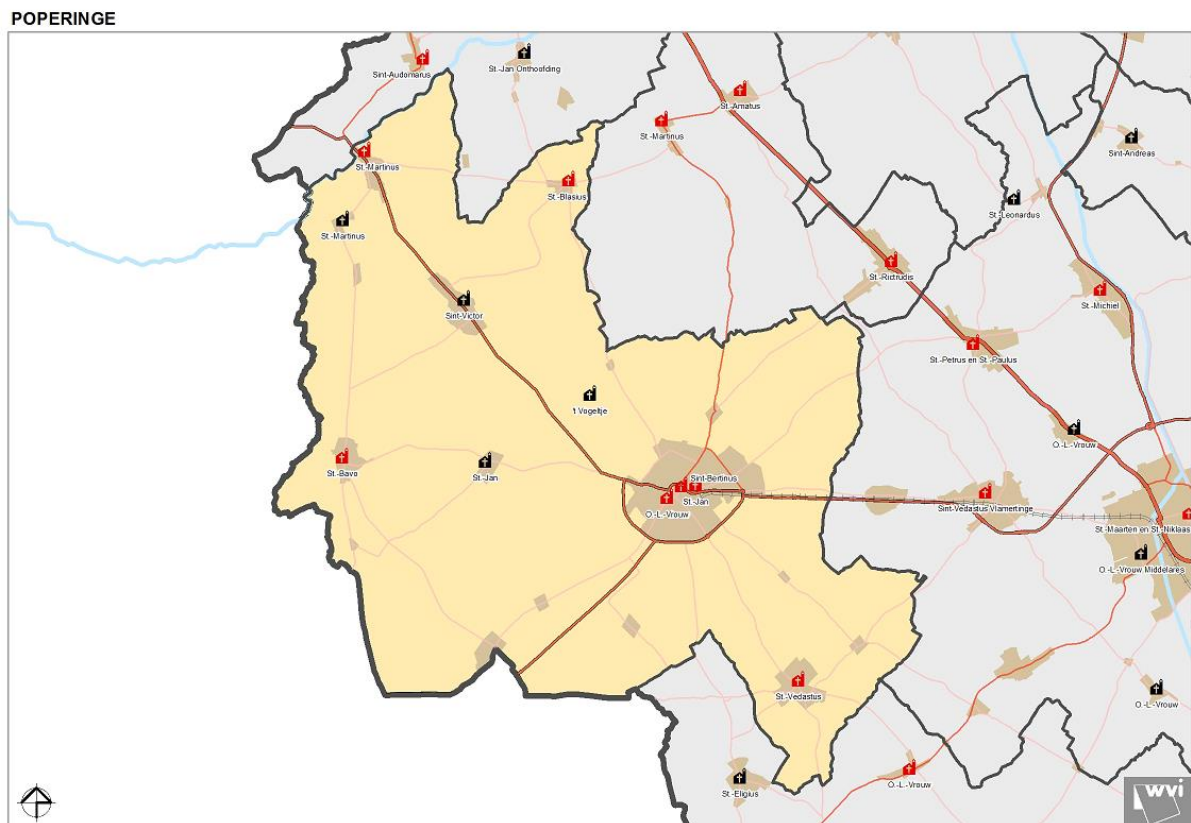 POPERINGE
Sint-Audomarus
St.-Jan Onthoofding
St.-Amatus
St.-Martinus
Sint-Andreas
St.-Martinus
St.-Blasius
St.-Leonardus
St.-Martinus
St.-Rictrudis
St.-Michiel
Sint-Victor
St.-Petrus en St.-Paulus
't Vogeltje
O.-L.-Vrouw
St.-Bavo
St.-Jan
Sint-Bertinus
St.-Jan
O.-L.-Vrouw
Sint-Vedastus Vlamertinge
St.-Maarten en St.-Niklaas
O.-L.-Vrouw Middelares
St.-Vedastus
O.-L.-Vrouw
St.-Eligius
O.-L.-Vrouw
wvi